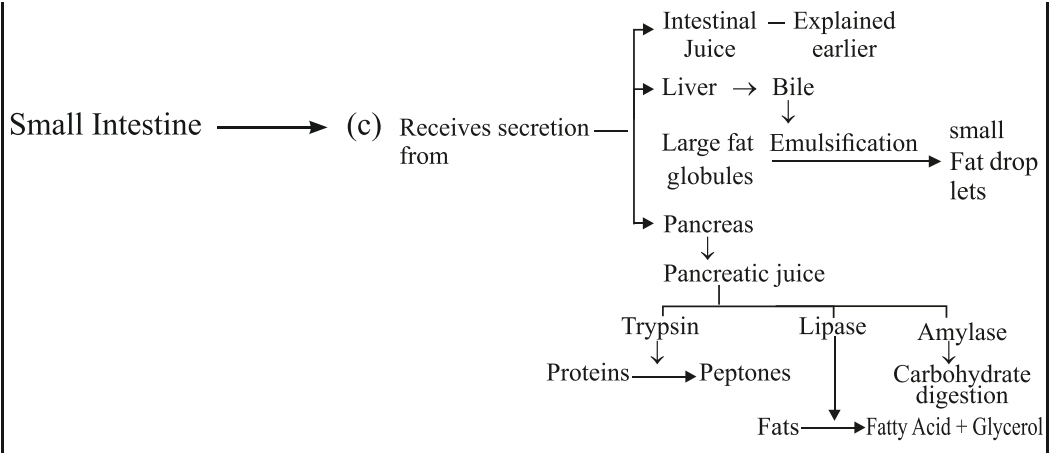 Intestinal – Explained
Juice earlier
Liver → Bile
Small Intestine → (c) Receives secretion
from
Large fat Emulsification small
globules Fat drop
lets
Pancreas
Pancreatic juice
Trypsin Lipase Amylase
Proteins → Peptones Carbohydrate
digestion
Fats → Fatty Acid + Glycerol